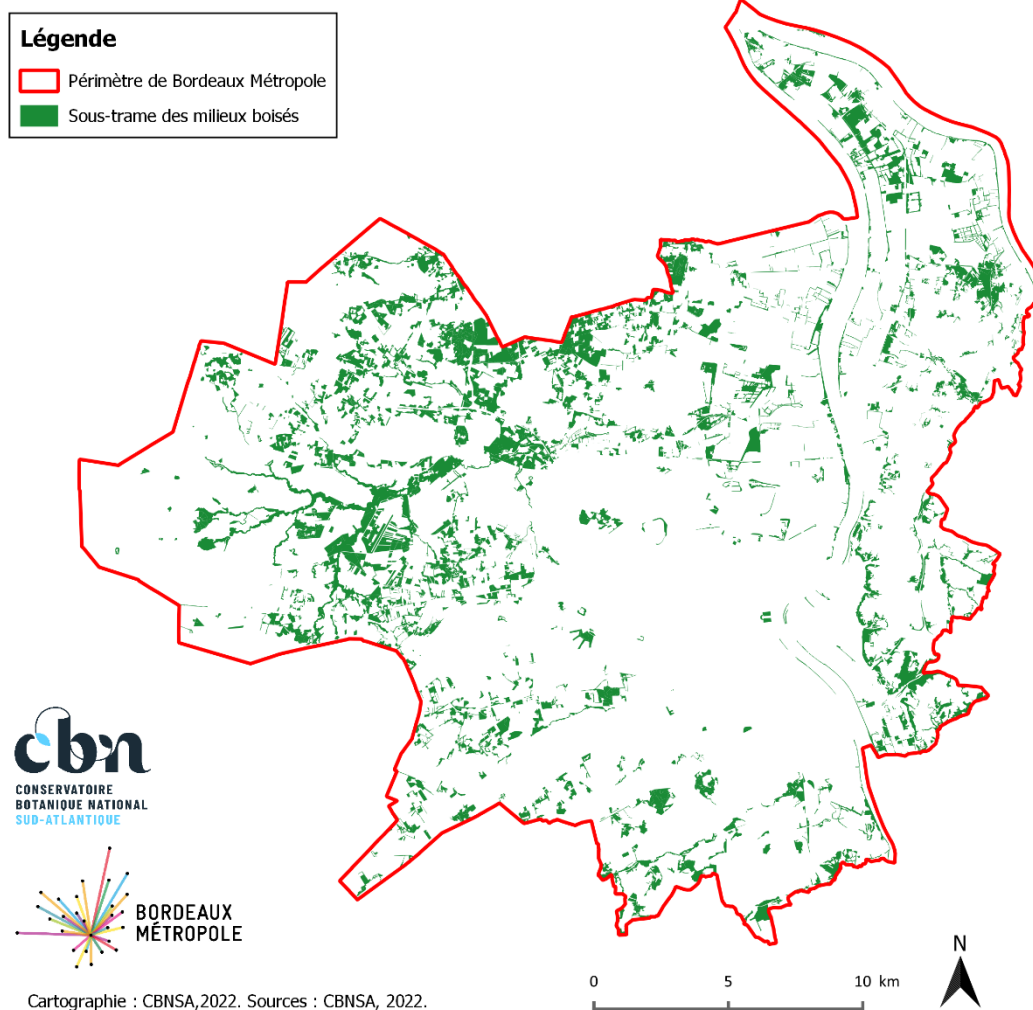 Légende
Périmètre de Bordeaux Métropole
Sous-trame des milieux boisés
cbn
CONSERVATOIRE
BOTANIQUE NATIONAL
SUD-ATLANTIQUE
BORDEAUX
MÉTROPOLE
N
0 5 10 km
Cartographie : CBNSA,2022. Sources : CBNSA, 2022.